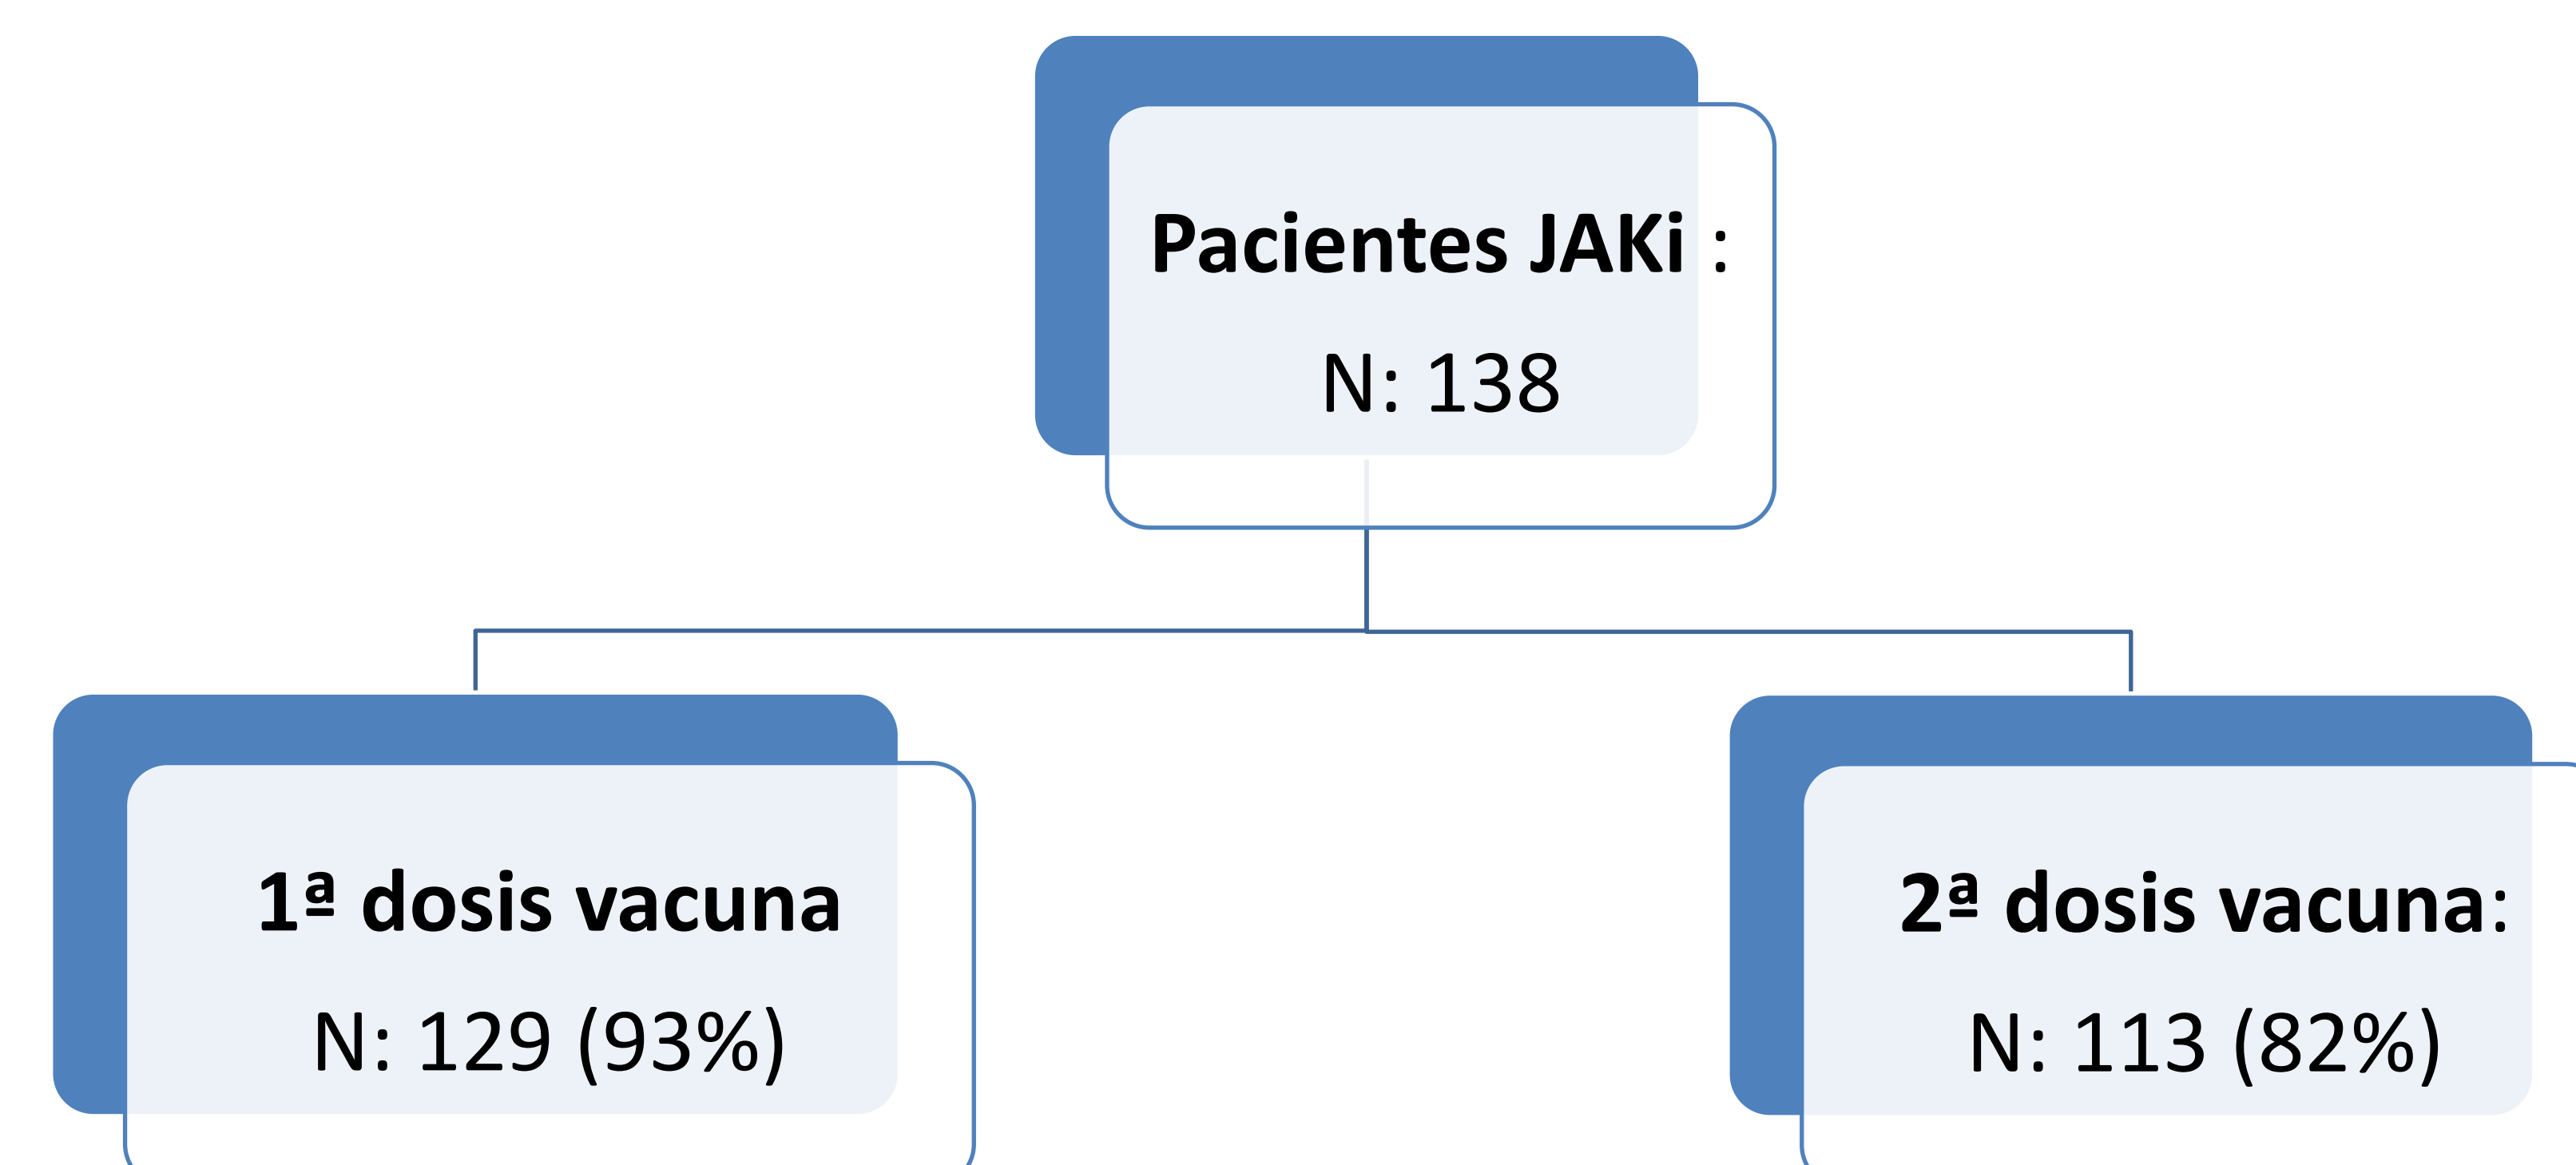 Pacientes JAKi :
N: 138
1ª dosis vacuna
N: 129 (93%)
2ª dosis vacuna:
N: 113 (82%)